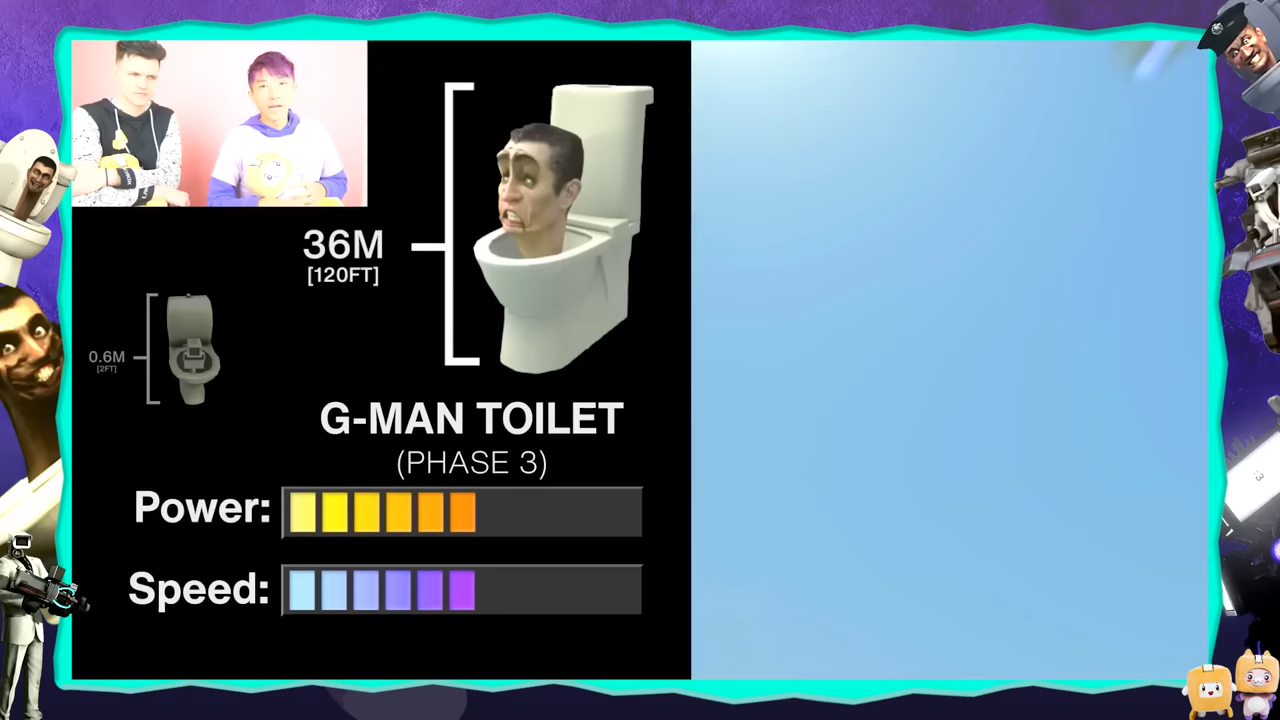 36M
[120FT]
0.6M
[2FT]
G-MAN TOILET
(PHASE 3)
Power:
Speed: